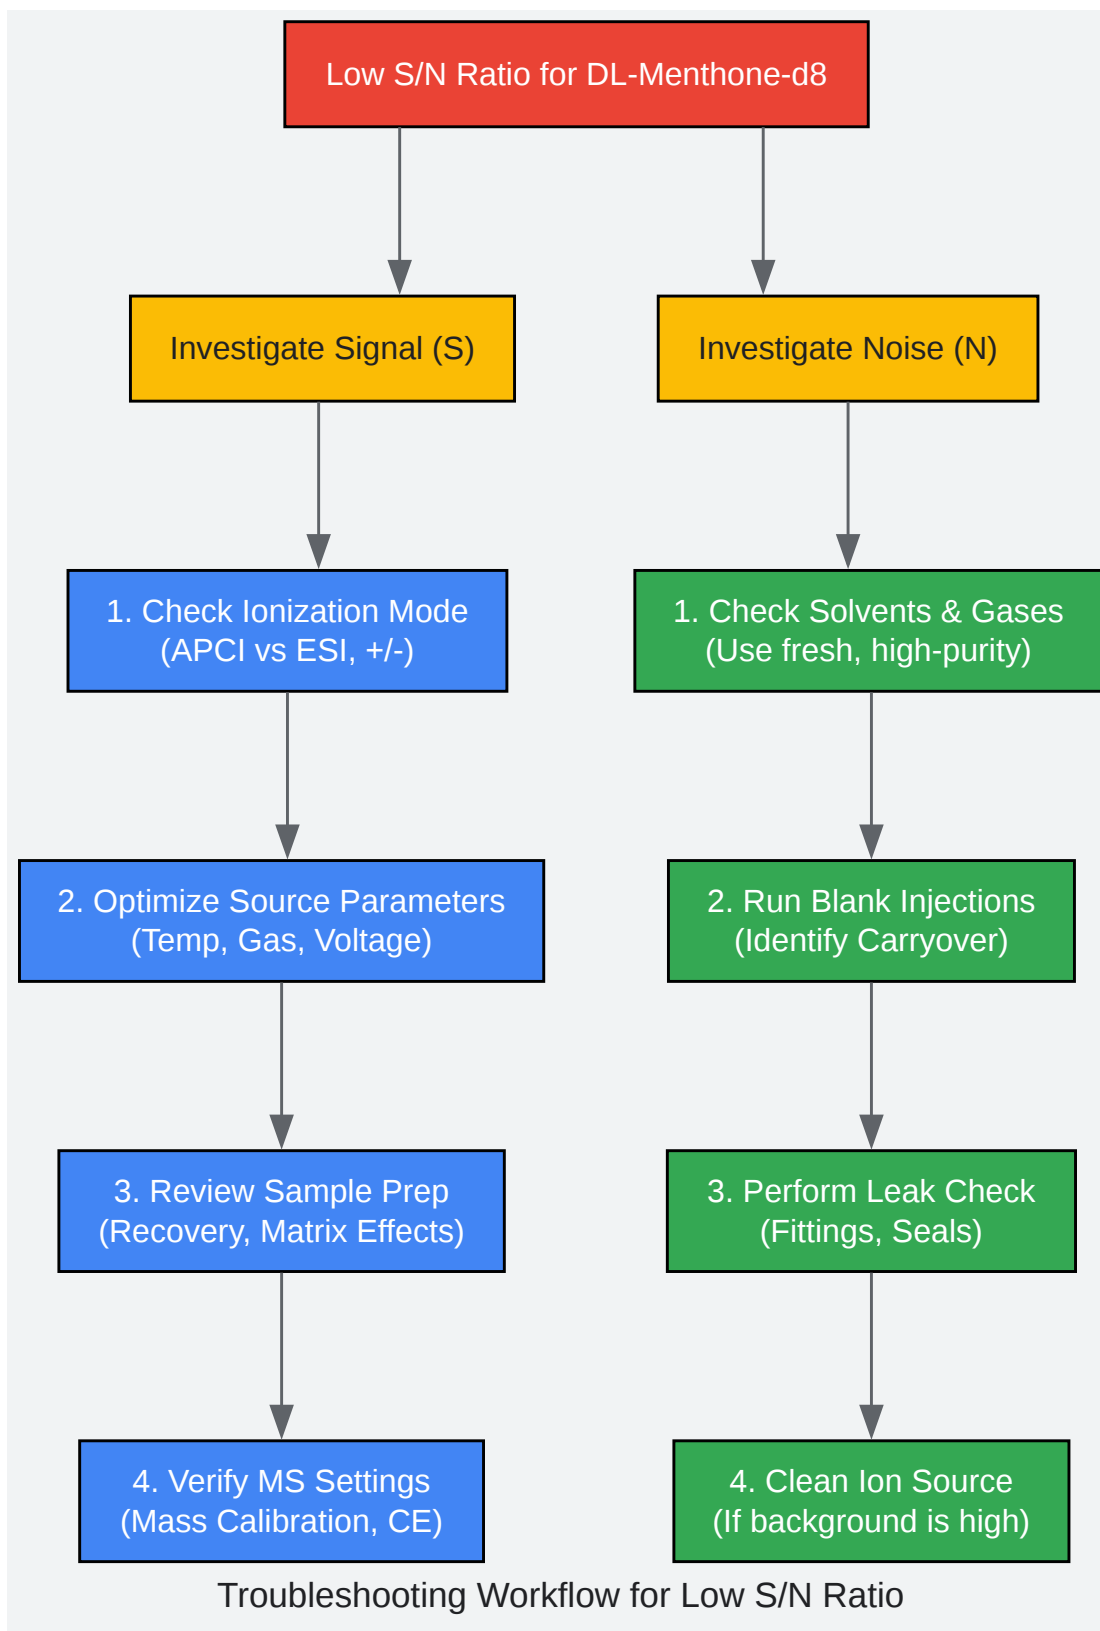 Low S/N Ratio for DL-Menthone-d8
Investigate Signal (S)
Investigate Noise (N)
1. Check Ionization Mode
(APCI vs ESI, +/-)
1. Check Solvents & Gases
(Use fresh, high-purity)
2. Optimize Source Parameters
(Temp, Gas, Voltage)
2. Run Blank Injections
(Identify Carryover)
3. Review Sample Prep
(Recovery, Matrix Effects)
3. Perform Leak Check
(Fittings, Seals)
4. Verify MS Settings
(Mass Calibration, CE)
4. Clean Ion Source
(If background is high)
Troubleshooting Workflow for Low S/N Ratio